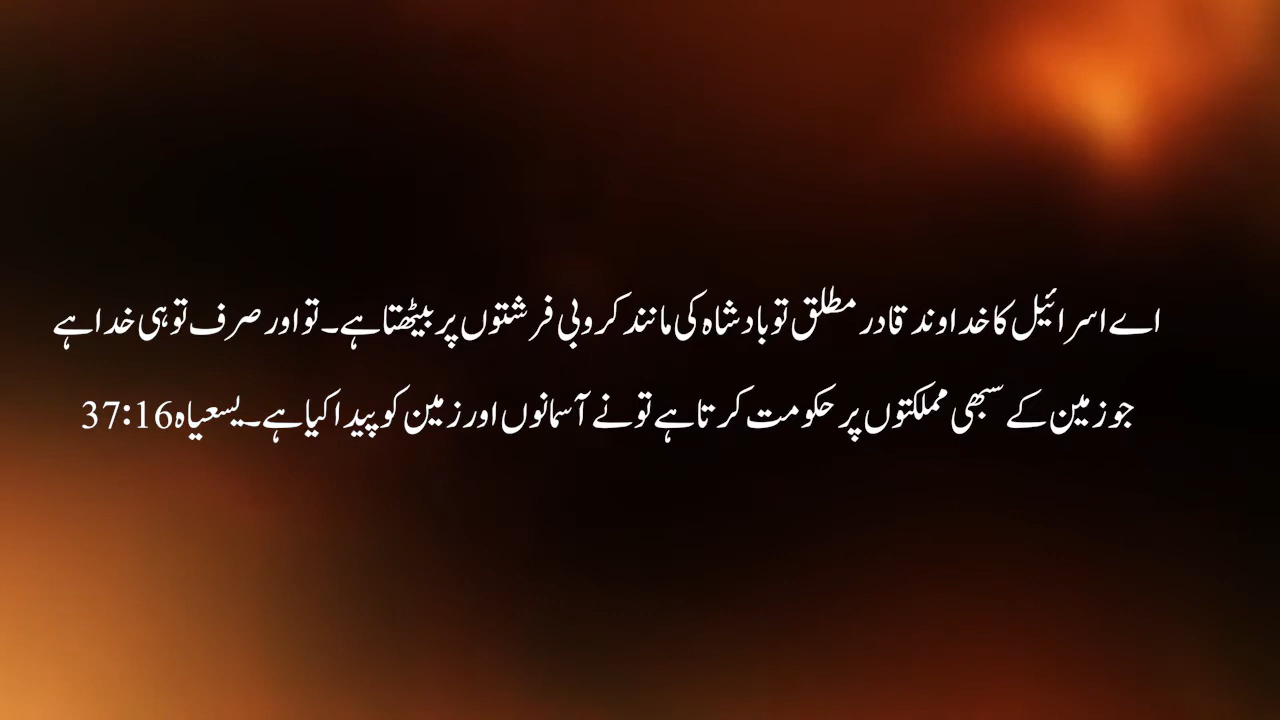 اے اسرائیل کا خداوند قادر مطلق تو بادشاہ کی مانند کروبی فرشتوں پر بیٹھتا ہے۔ تو اور صرف تو ہی خدا ہے
جو زمین کے سبھی مملکتوں پر حکومت کرتا ہے تو نے آسمانوں اور زمین کو پیدا کیا ہے۔ یسعیاہ 37:16